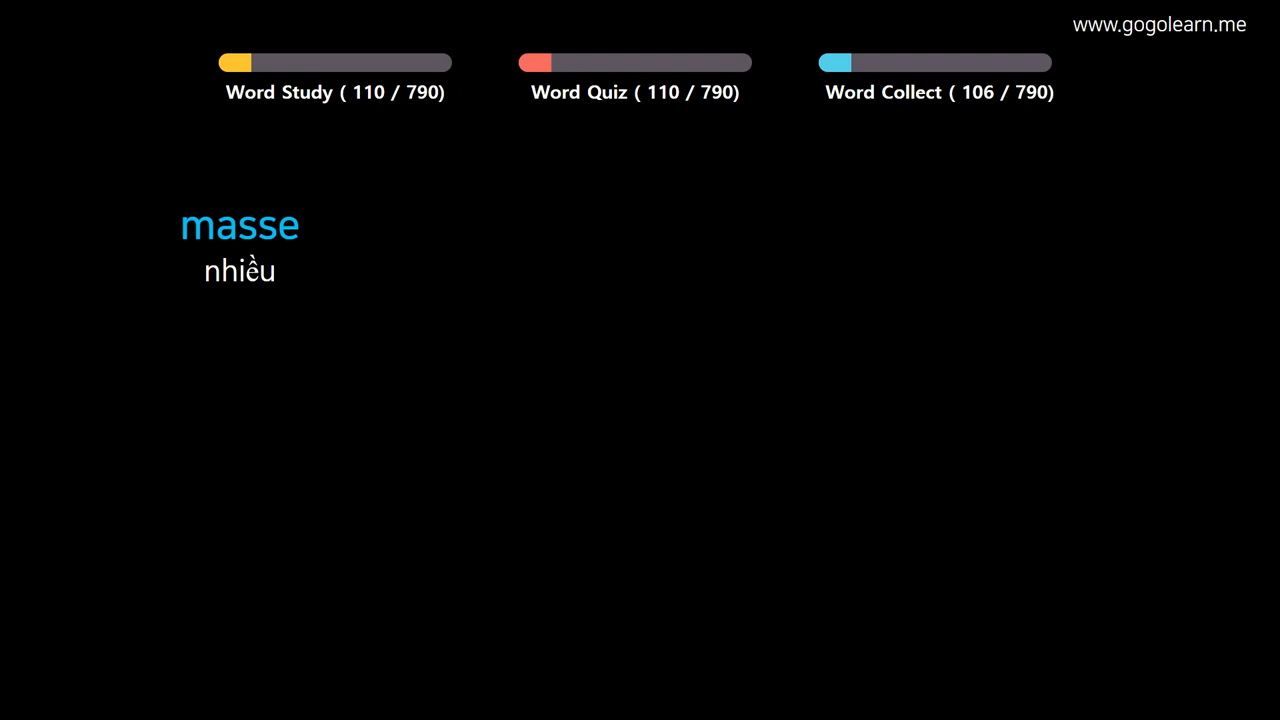 www.gogolearn.me
Word Study ( 110 / 790)
Word Quiz ( 110 / 790)
Word Collect ( 106 / 790)
masse
nhiều